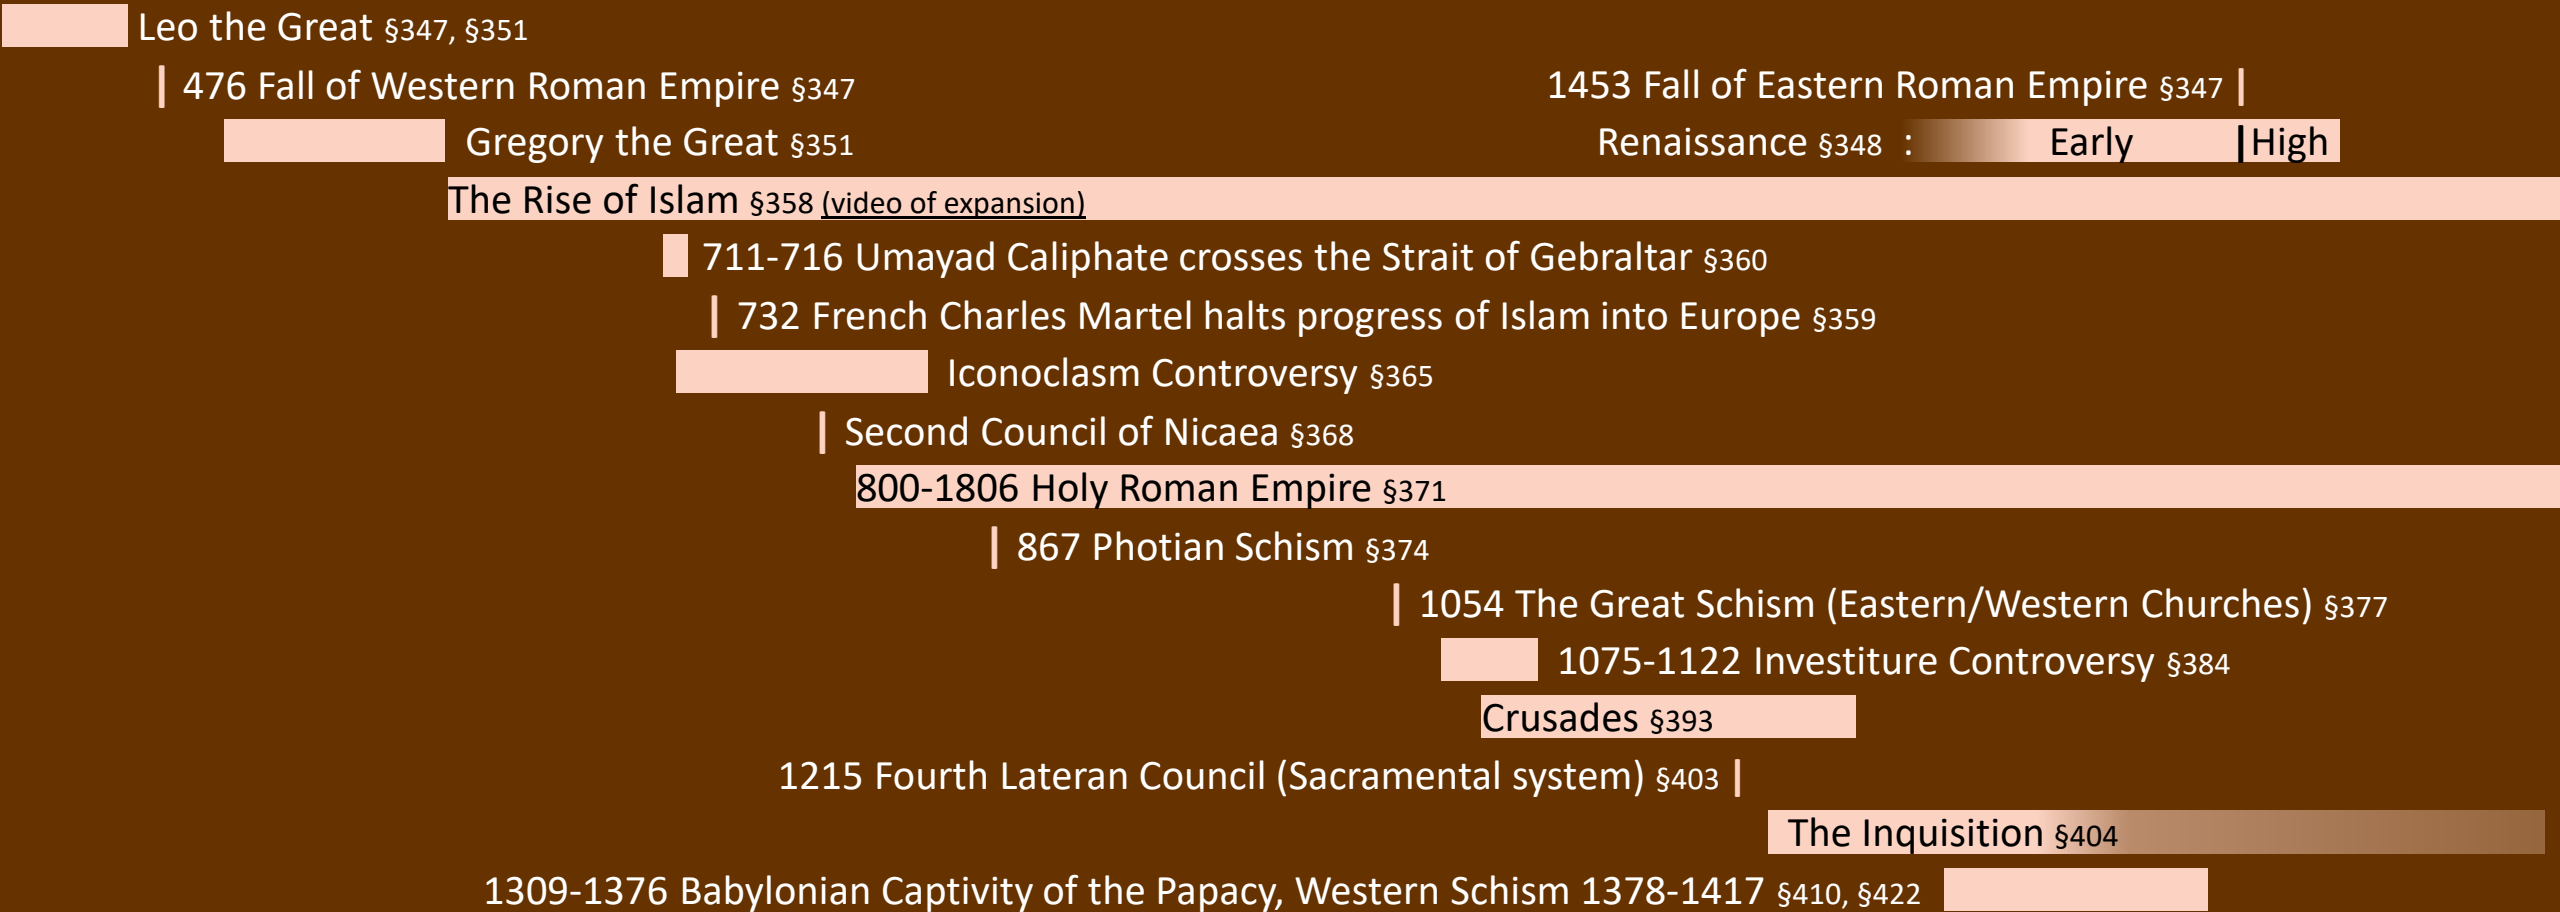 Leo the Great §347, §351
476 Fall of Western Roman Empire §347
1453 Fall of Eastern Roman Empire §347
Gregory the Great §351
Renaissance §348 : Early High
The Rise of Islam §358 (video of expansion)
711-716 Umayad Caliphate crosses the Strait of Gebraltar §360
732 French Charles Martel halts progress of Islam into Europe §359
Iconoclasm Controversy §365
Second Council of Nicaea §368
800-1806 Holy Roman Empire §371
867 Photian Schism §374
1054 The Great Schism (Eastern/Western Churches) §377
1075-1122 Investiture Controversy §384
Crusades §393
1215 Fourth Lateran Council (Sacramental system) §403
The Inquisition §404
1309-1376 Babylonian Captivity of the Papacy, Western Schism 1378-1417 §410, §422